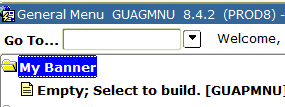 General Menu GUAGMNU 8.4.2 (PROD8) -
Go To... Welcome,
My Banner
Empty; Select to build. [GUAPMNU]